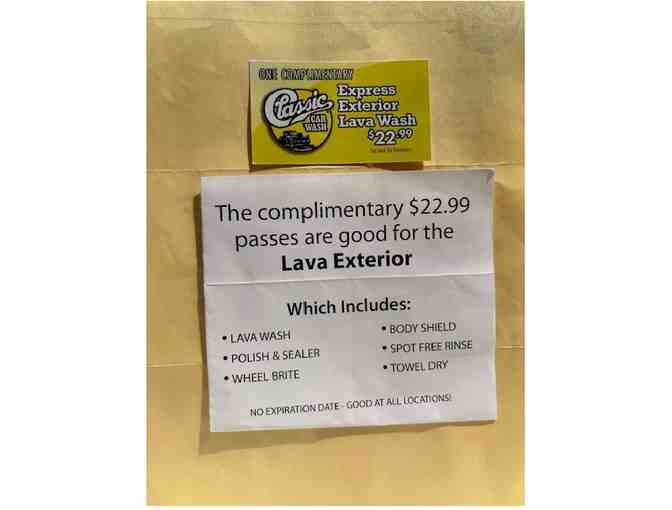 ONE COMPLIMENTARY
Classic
CAR
WASH
Express
Exterior
Lava Wash
$22.99
The complimentary $22.99
passes are good for the
Lava Exterior
Which Includes:
• LAVA WASH
• POLISH & SEALER
• WHEEL BRITE
• BODY SHIELD
• SPOT FREE RINSE
• TOWEL DRY
NO EXPIRATION DATE - GOOD AT ALL LOCATIONS!